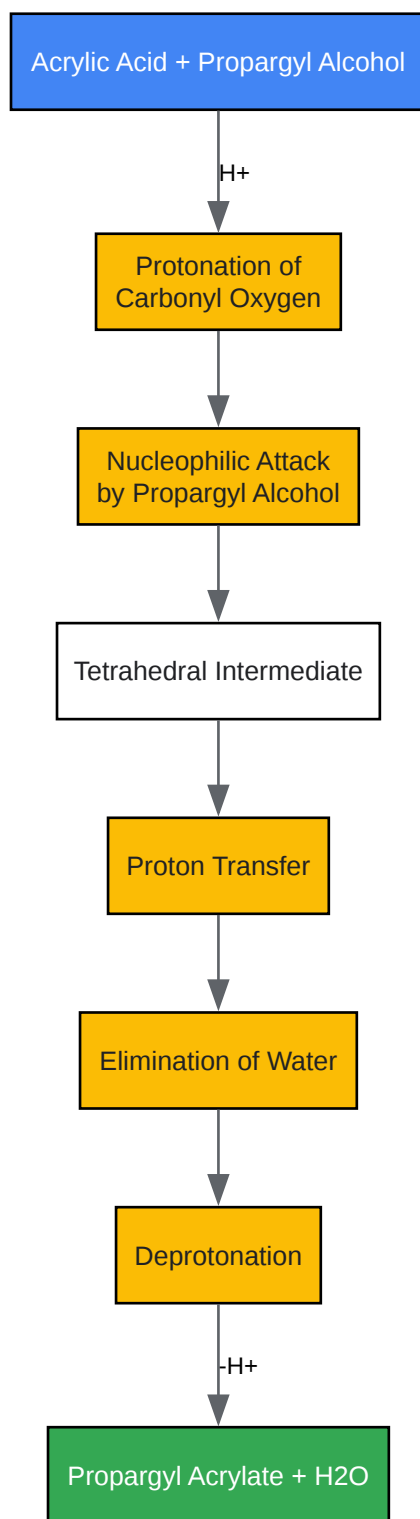 Acrylic Acid + Propargyl Alcohol
H+
Protonation of
Carbonyl Oxygen
Nucleophilic Attack
by Propargyl Alcohol
Tetrahedral Intermediate
Proton Transfer
Elimination of Water
Deprotonation
-H+
Propargyl Acrylate + H2O